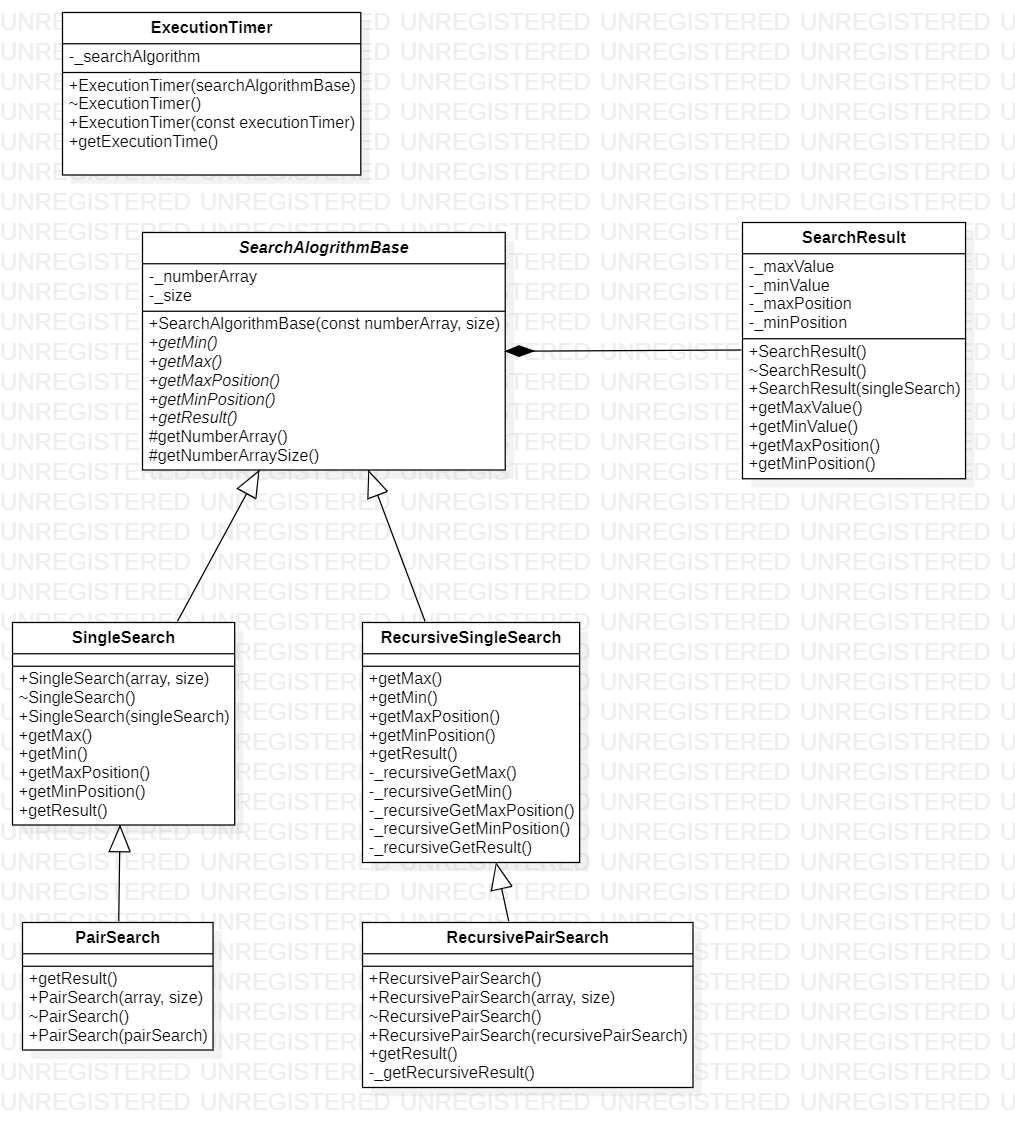 ExecutionTimer
-_searchAlgorithm
+ExecutionTimer(searchAlgorithmBase)
~ExecutionTimer()
+ExecutionTimer(const executionTimer)
+getExecutionTime()
SearchAlogrithmBase
-_numberArray
-_size
+SearchAlgorithmBase(const numberArray, size)
+getMin()
+getMax()
+getMaxPosition()
+getMinPosition()
+getResult()
#getNumberArray()
#getNumberArraySize()
SearchResult
-_maxValue
-_minValue
-_maxPosition
-_minPosition
+SearchResult()
~SearchResult()
+SearchResult(singleSearch)
+getMaxValue()
+getMinValue()
+getMaxPosition()
+getMinPosition()
SingleSearch
+SingleSearch(array, size)
~SingleSearch()
+SingleSearch(singleSearch)
+getMax()
+getMin()
+getMaxPosition()
+getMinPosition()
+getResult()
RecursiveSingleSearch
+getMax()
+getMin()
+getMaxPosition()
+getMinPosition()
+getResult()
-_recursiveGetMax()
-_recursiveGetMin()
-_recursiveGetMaxPosition()
-_recursiveGetMinPosition()
-_recursiveGetResult()
PairSearch
+getResult()
+PairSearch(array, size)
~PairSearch()
+PairSearch(pairSearch)
RecursivePairSearch
+RecursivePairSearch()
+RecursivePairSearch(array, size)
~RecursivePairSearch()
+RecursivePairSearch(recursivePairSearch)
+getResult()
-_getRecursiveResult()
UNREGISTERED